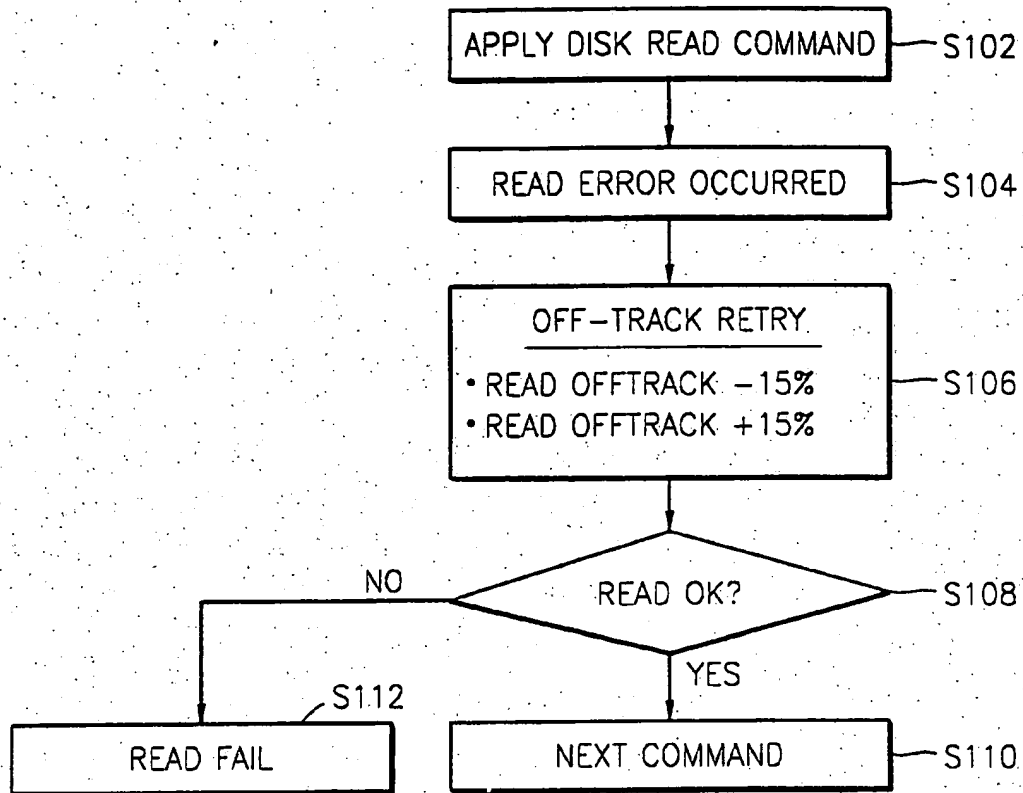 APPLY DISK READ COMMAND S102
READ ERROR OCCURRED S104
OFF-TRACK RETRY
• READ OFFTRACK -15%
• READ OFFTRACK +15%
S106
READ OK? S108
NO
YES
S112
READ FAIL
NEXT COMMAND S110